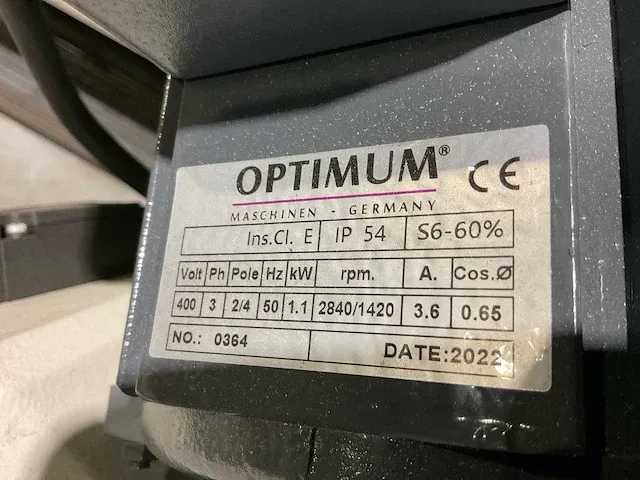 OPTIMUM® CE
MASCHINEN - GERMANY
Ins.Cl. E IP 54 S6-60%
Volt Ph Pole Hz kW rpm. A. Cos.Ø
400 3 2/4 50 1.1 2840/1420 3.6 0.65
NO.: 0364 DATE:2022